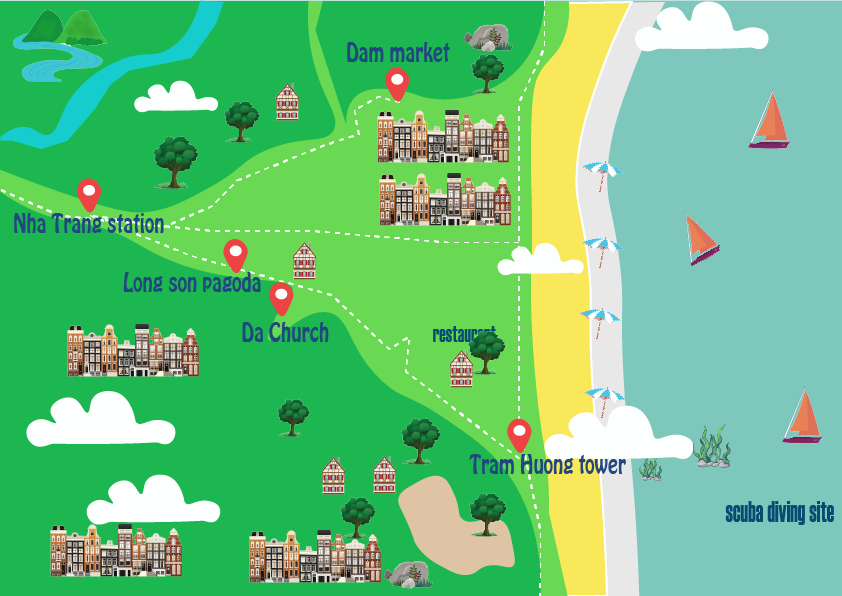 Dam market
Nha Trang station
Long son pagoda
Da Church
restaurant
Tram Huong tower
scuba diving site